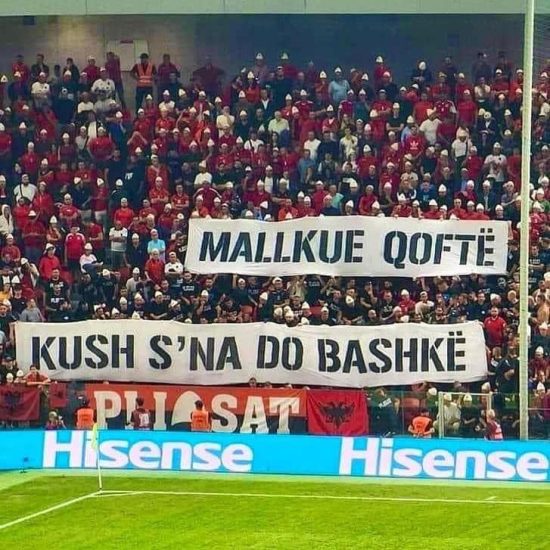 MALLKUE QOFTË
KUSH S'NA DO BASHKË
PLISAT
Hisense Hisense